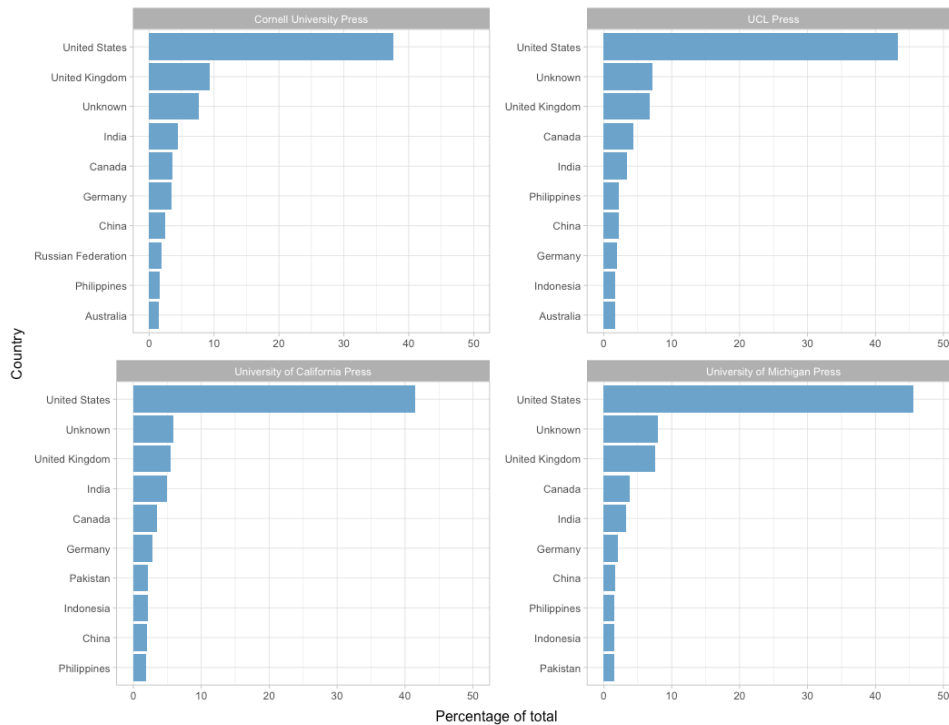 Cornell University Press
United States
United Kingdom
Unknown
India
Canada
Germany
China
Russian Federation
Philippines
Australia
0 10 20 30 40 50
UCL Press
United States
Unknown
United Kingdom
Canada
India
Philippines
China
Germany
Indonesia
Australia
0 10 20 30 40 50
Country
University of California Press
United States
Unknown
United Kingdom
India
Canada
Germany
Pakistan
Indonesia
China
Philippines
0 10 20 30 40 50
University of Michigan Press
United States
Unknown
United Kingdom
Canada
India
Germany
China
Philippines
Indonesia
Pakistan
0 10 20 30 40 50
Percentage of total